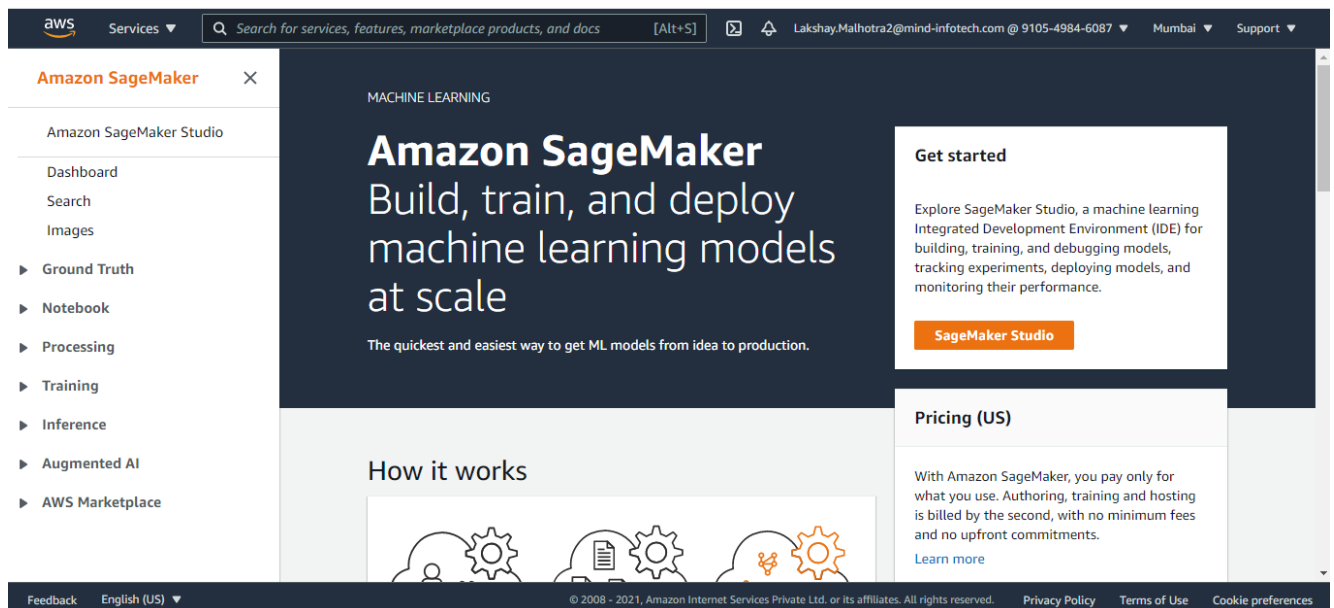 aws
Services ▼
Search for services, features, marketplace products, and docs [Alt+S]
Lakshay.Malhotra2@mind-infotech.com @ 9105-4984-6087 ▼
Mumbai ▼
Support ▼
Amazon SageMaker
Amazon SageMaker Studio
Dashboard
Search
Images
Ground Truth
Notebook
Processing
Training
Inference
Augmented AI
AWS Marketplace
MACHINE LEARNING
Amazon SageMaker
Build, train, and deploy
machine learning models
at scale
The quickest and easiest way to get ML models from idea to production.
Get started
Explore SageMaker Studio, a machine learning
Integrated Development Environment (IDE) for
building, training, and debugging models,
tracking experiments, deploying models, and
monitoring their performance.
SageMaker Studio
How it works
Pricing (US)
With Amazon SageMaker, you pay only for
what you use. Authoring, training and hosting
is billed by the second, with no minimum fees
and no upfront commitments.
Learn more
Feedback
English (US) ▼
© 2008 - 2021, Amazon Internet Services Private Ltd. or its affiliates. All rights reserved.
Privacy Policy
Terms of Use
Cookie preferences